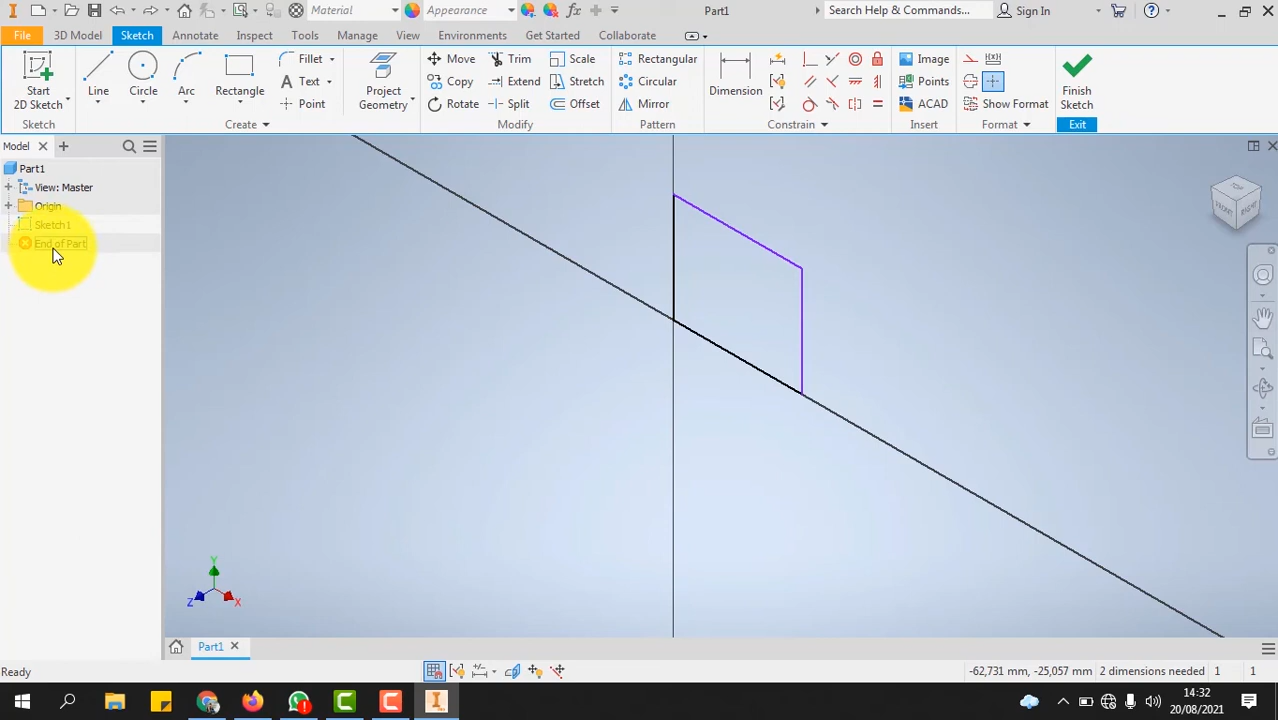 Material
Appearance
Part1
Search Help & Commands...
Sign In
File
3D Model
Sketch
Annotate
Inspect
Tools
Manage
View
Environments
Get Started
Collaborate
Start
2D Sketch
Line
Circle
Arc
Rectangle
Fillet
Text
Point
Project
Geometry
Move
Copy
Rotate
Trim
Extend
Split
Scale
Stretch
Offset
Rectangular
Circular
Mirror
Dimension
Image
Points
ACAD
Show Format
Finish
Sketch
Sketch
Create
Modify
Pattern
Constrain
Insert
Format
Exit
Model
Part1
View: Master
Origin
Sketch1
End of Part
TOP
FRONT
RIGHT
Y
Z
X
Part1
Ready
-62,731 mm, -25,057 mm
2 dimensions needed
1
1
14:32
20/08/2021